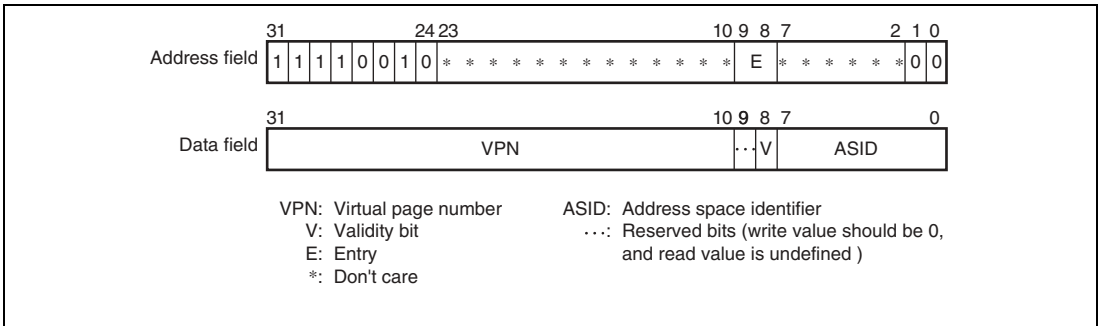 31 24 23 10 9 8 7 2 1 0
Address field 1 1 1 1 0 0 1 0 * * * * * * * * * * * * * E * * * * * * 0 0
31 10 9 8 7 0
Data field VPN ··· V ASID
VPN: Virtual page number ASID: Address space identifier
V: Validity bit ···: Reserved bits (write value should be 0,
E: Entry and read value is undefined )
*: Don't care